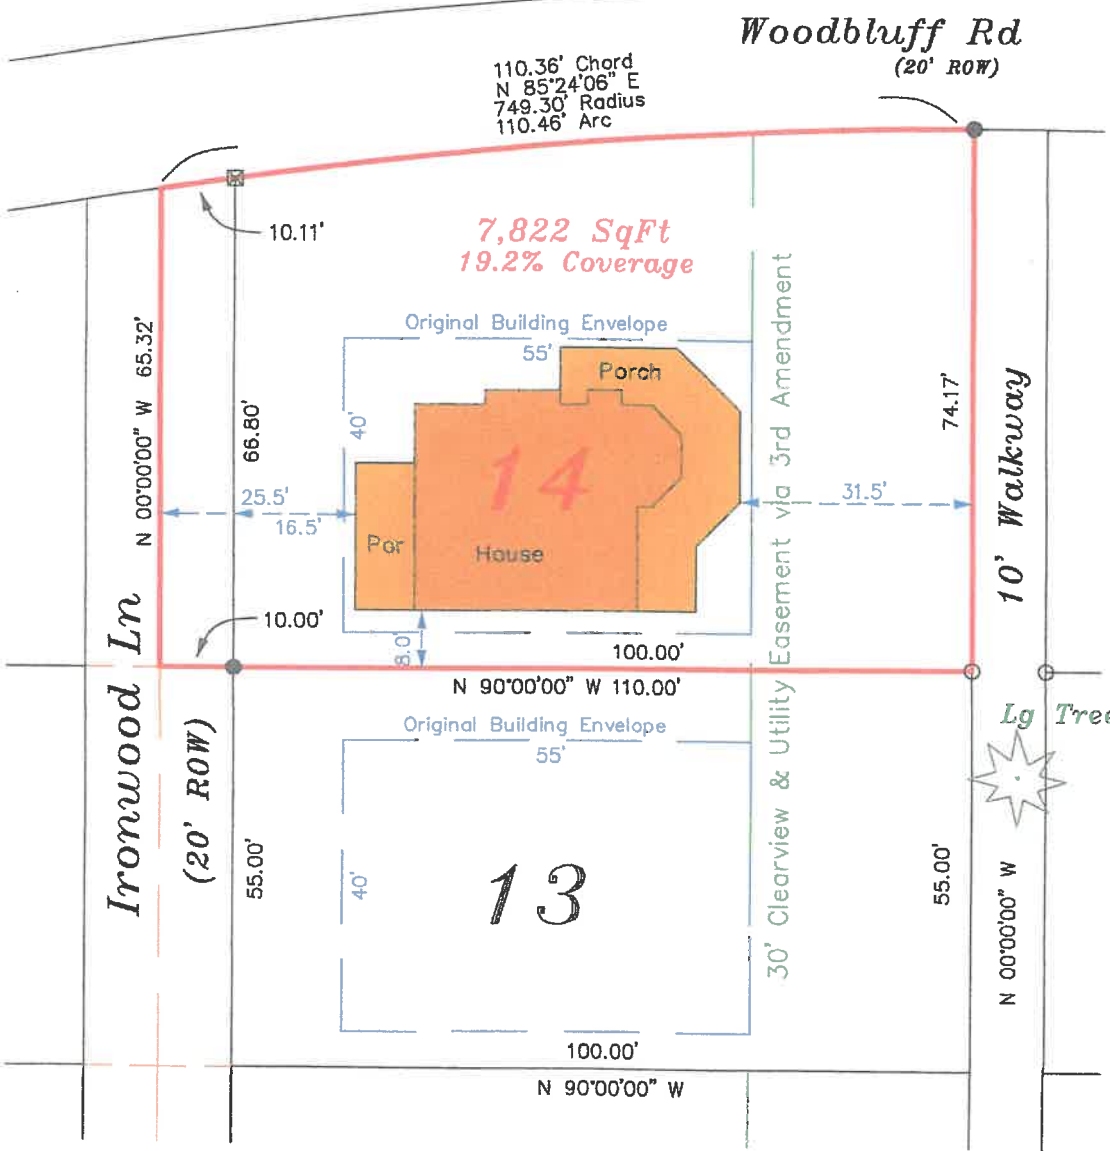 Woodbluff Rd
(20' ROW)
110.36' Chord
N 85°24'06" E
749.30' Radius
110.46' Arc
10.11'
7,822 SqFt
19.2% Coverage
Original Building Envelope
55'
Porch
40'
N 00°00'00" W 65.32'
66.80'
74.17'
14
25.5'
16.5'
31.5'
Por
House
10' Walkway
30' Clearview & Utility Easement via 3rd Amendment
10.00'
8.0'
100.00'
N 90°00'00" W 110.00'
Ironwood Ln
(20' ROW)
Original Building Envelope
55'
Lg Tree
40'
13
55.00'
55.00'
N 00°00'00" W
100.00'
N 90°00'00" W